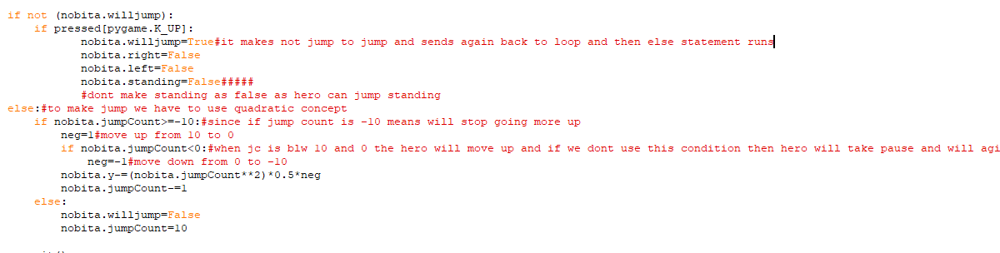 if not (nobita.willjump):
if pressed[pygame.K_UP]:
nobita.willjump=True#it makes not jump to jump and sends again back to loop and then else statement runs
nobita.right=False
nobita.left=False
nobita.standing=False#####
#dont make standing as false as hero can jump standing
else:#to make jump we have to use quadratic concept
if nobita.jumpCount>=-10:#since if jump count is -10 means will stop going more up
neg=1#move up from 10 to 0
if nobita.jumpCount<0:#when jc is blw 10 and 0 the hero will move up and if we dont use this condition then hero will take pause and will agi
neg=-1#move down from 0 to -10
nobita.y-=(nobita.jumpCount**2)*0.5*neg
nobita.jumpCount-=1
else:
nobita.willjump=False
nobita.jumpCount=10